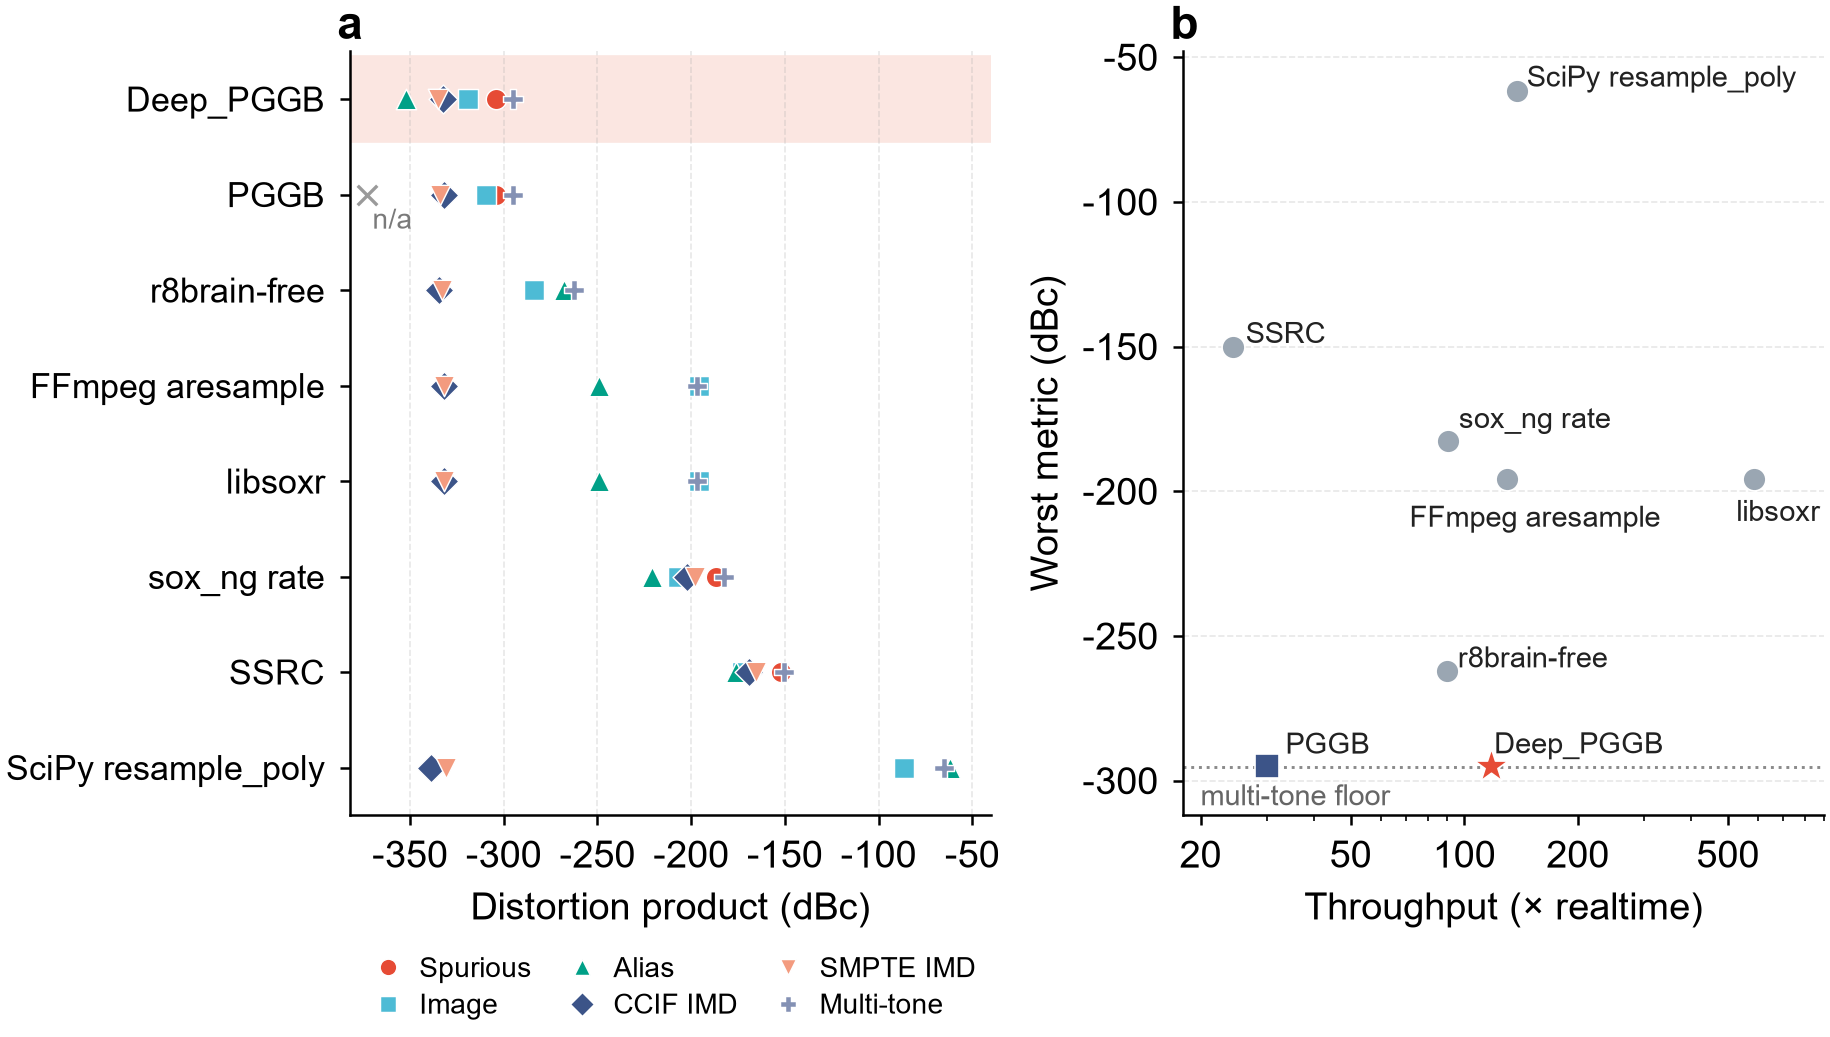 a
Deep_PGGB
PGGB
n/a
r8brain-free
FFmpeg aresample
libsoxr
sox_ng rate
SSRC
SciPy resample_poly
-350 -300 -250 -200 -150 -100 -50
Distortion product (dBc)
Spurious Alias SMPTE IMD
Image CCIF IMD Multi-tone
b
Worst metric (dBc)
-50
-100
-150
-200
-250
-300
SciPy resample_poly
SSRC
sox_ng rate
FFmpeg aresample
libsoxr
r8brain-free
PGGB
Deep_PGGB
multi-tone floor
20 50 100 200 500
Throughput (× realtime)